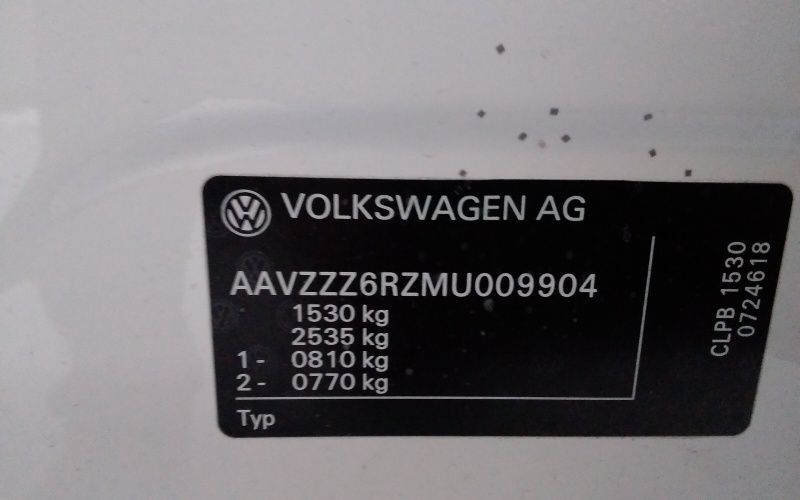 VOLKSWAGEN AG
AAVZZZ6RZMU009904
1530 kg
2535 kg
1 - 0810 kg
2 - 0770 kg
Typ
CLPB 1530
0724618